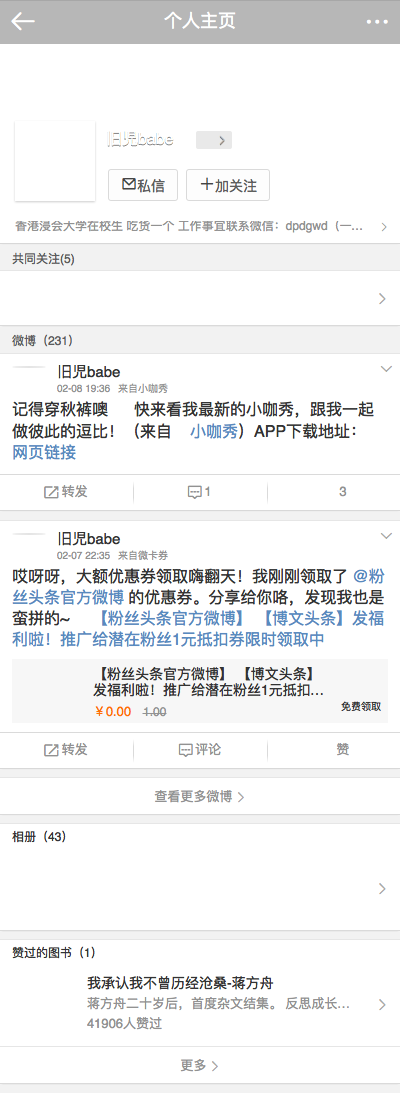 个人主页
旧児babe
私信
加关注
香港浸会大学在校生 吃货一个 工作事宜联系微信：dpdgwd（一…
共同关注(5)
微博（231）
旧児babe
02-08 19:36 来自小咖秀
记得穿秋裤噢 快来看我最新的小咖秀，跟我一起
做彼此的逗比！（来自 小咖秀）APP下载地址：
网页链接
转发 1 3
旧児babe
02-07 22:35 来自微卡券
哎呀呀，大额优惠券领取嗨翻天！我刚刚领取了 @粉
丝头条官方微博 的优惠券。分享给你咯，发现我也是
蛮拼的~ 【粉丝头条官方微博】 【博文头条】发福
利啦！推广给潜在粉丝1元抵扣券限时领取中
【粉丝头条官方微博】 【博文头条】
发福利啦！推广给潜在粉丝1元抵扣…
￥0.00 1.00
免费领取
转发 评论 赞
查看更多微博
相册（43）
赞过的图书（1）
我承认我不曾历经沧桑-蒋方舟
蒋方舟二十岁后，首度杂文结集。 反思成长…
41906人赞过
更多